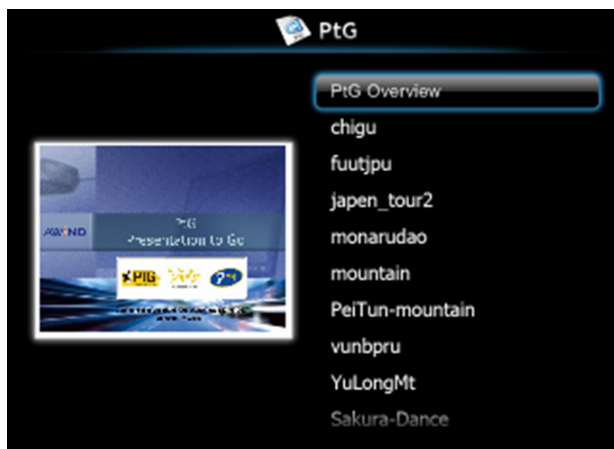 PtG
PtG Overview
chigu
fuutjpu
japen_tour2
monarudao
mountain
PeiTun-mountain
vunbpru
YuLongMt
Sakura-Dance
AWIND
PtG
Presentation to Go
PIG